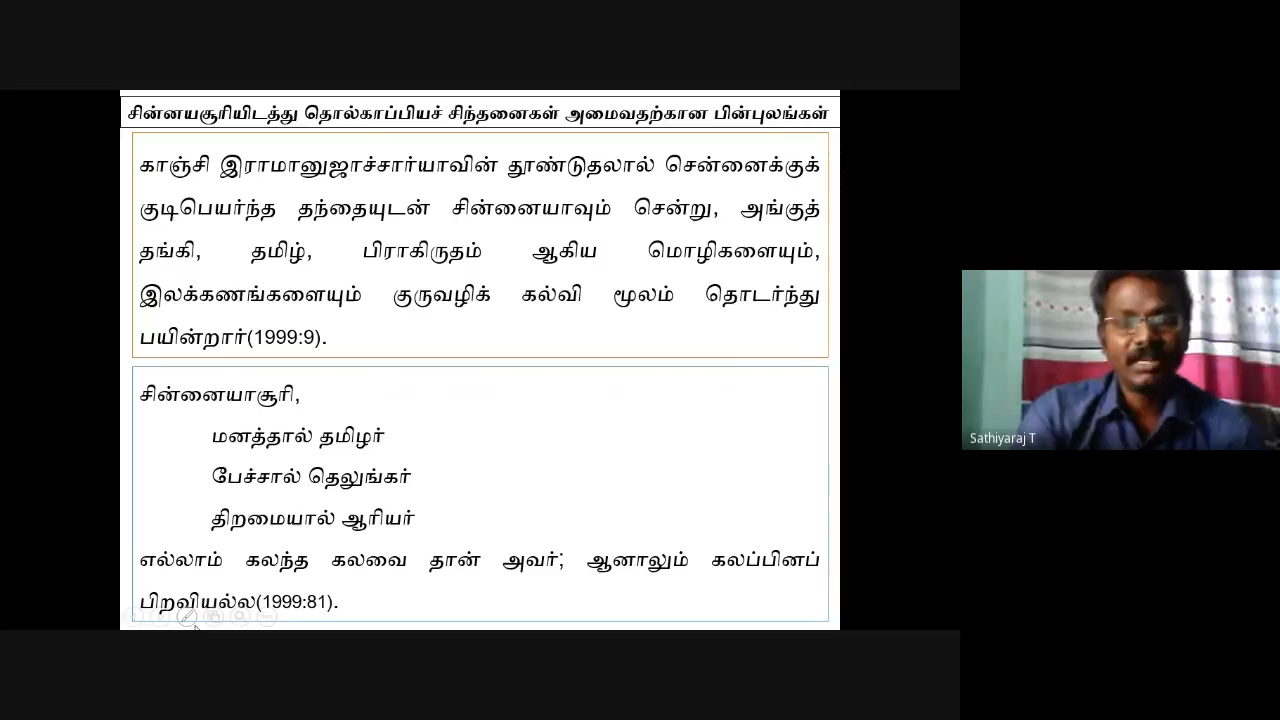 சின்னயசூரியிடத்து தொல்காப்பியச் சிந்தனைகள் அமைவதற்கான பின்புலங்கள்
காஞ்சி இராமானுஜாச்சார்யாவின் தூண்டுதலால் சென்னைக்குக்
குடிபெயர்ந்த தந்தையுடன் சின்னையாவும் சென்று, அங்குத்
தங்கி, தமிழ், பிராகிருதம் ஆகிய மொழிகளையும்,
இலக்கணங்களையும் குருவழிக் கல்வி மூலம் தொடர்ந்து
பயின்றார்(1999:9).
சின்னையாசூரி,
மனத்தால் தமிழர்
பேச்சால் தெலுங்கர்
திறமையால் ஆரியர்
எல்லாம் கலந்த கலவை தான் அவர்; ஆனாலும் கலப்பினப்
பிறவியல்ல(1999:81).
Sathiyaraj T